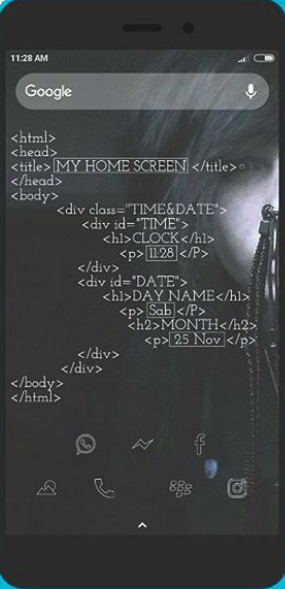 11:28 AM
Google
<html>
<head>
<title> MY HOME SCREEN </title>
</head>
<body>
<div class="TIME&DATE">
<div id="TIME">
<h1>CLOCK</h1>
<p> 11:28 </P>
</div>
<div id="DATE">
<h1>DAY NAME</h1>
<p> Sab </P>
<h2>MONTH</h2>
<p> 25 Nov </p>
</div>
</div>
</body>
</html>